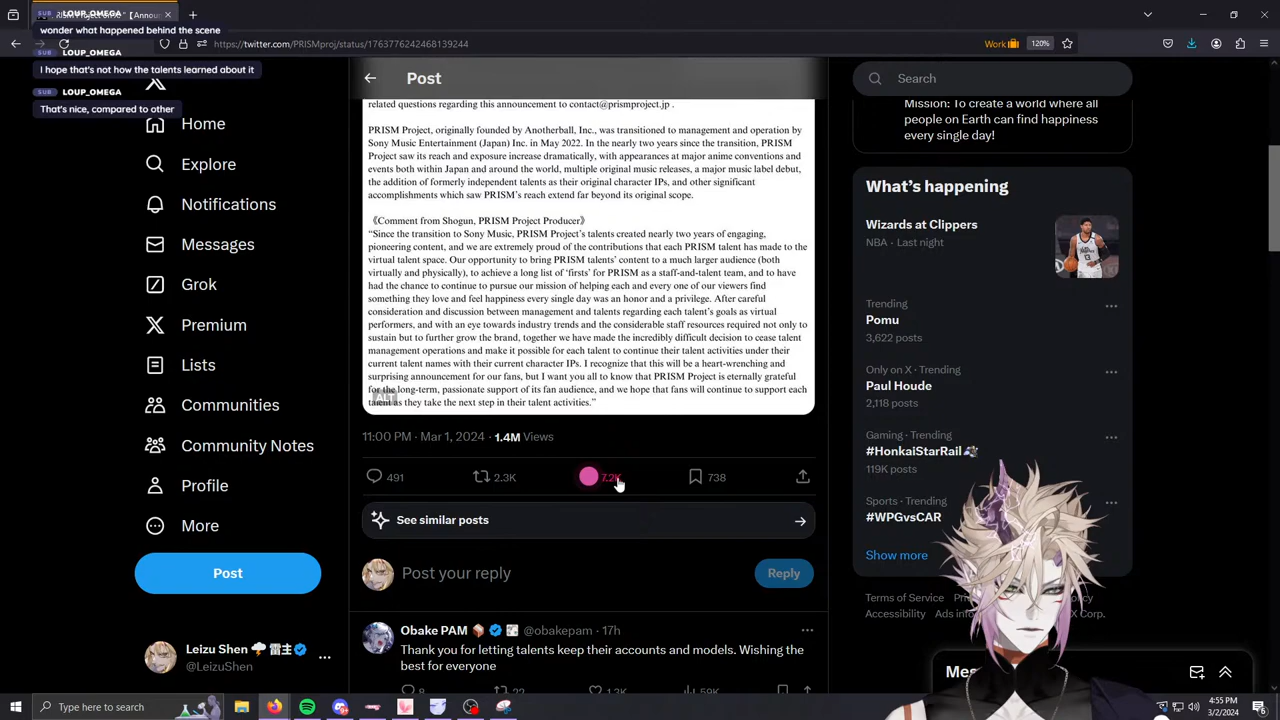 LOUP_OMEGA
wonder what happened behind the scene
SUB LOUP_OMEGA
I hope that's not how the talents learned about it
SUB LOUP_OMEGA
That's nice, compared to other
https://twitter.com/PRISMproj/status/1763776242468139244
Work
120%
Post
Search
Home
Explore
Notifications
Messages
Grok
Premium
Lists
Communities
Community Notes
Profile
More
Post
Leizu Shen 🌩 雷主
@LeizuShen
related questions regarding this announcement to contact@prismproject.jp .
PRISM Project, originally founded by Anotherball, Inc., was transitioned to management and operation by
Sony Music Entertainment (Japan) Inc. in May 2022. In the nearly two years since the transition, PRISM
Project saw its reach and exposure increase dramatically, with appearances at major anime conventions and
events both within Japan and around the world, multiple original music releases, a major music label debut,
the addition of formerly independent talents as their original character IPs, and other significant
accomplishments which saw PRISM's reach extend far beyond its original scope.
《Comment from Shogun, PRISM Project Producer》
“Since the transition to Sony Music, PRISM Project's talents created nearly two years of engaging,
pioneering content, and we are extremely proud of the contributions that each PRISM talent has made to the
virtual talent space. Our opportunity to bring PRISM talents' content to a much larger audience (both
virtually and physically), to achieve a long list of ‘firsts’ for PRISM as a staff-and-talent team, and to have
had the chance to continue to pursue our mission of helping each and every one of our viewers find
something they love and feel happiness every single day was an honor and a privilege. After careful
consideration and discussion between management and talents regarding each talent's goals as virtual
performers, and with an eye towards industry trends and the considerable staff resources required not only to
sustain but to further grow the brand, together we have made the incredibly difficult decision to cease talent
management operations and make it possible for each talent to continue their talent activities under their
current talent names with their current character IPs. I recognize that this will be a heart-wrenching and
surprising announcement for our fans, but I want you all to know that PRISM Project is eternally grateful
for the long-term, passionate support of its fan audience, and we hope that fans will continue to support each
talent as they take the next step in their talent activities.”
ALT
11:00 PM · Mar 1, 2024 · 1.4M Views
491 2.3K 7.2K 738
See similar posts
Post your reply
Reply
Obake PAM @obakepam · 17h
Thank you for letting talents keep their accounts and models. Wishing the
best for everyone
8 22 1.3K 59K
Mission: To create a world where all
people on Earth can find happiness
every single day!
What's happening
Wizards at Clippers
NBA · Last night
Trending
Pomu
3,622 posts
Only on X · Trending
Paul Houde
2,118 posts
Gaming · Trending
#HonkaiStarRail
119K posts
Sports · Trending
#WPGvsCAR
Show more
Terms of Service
Accessibility
X Corp.
Type here to search
4:55 PM
3/2/2024
6